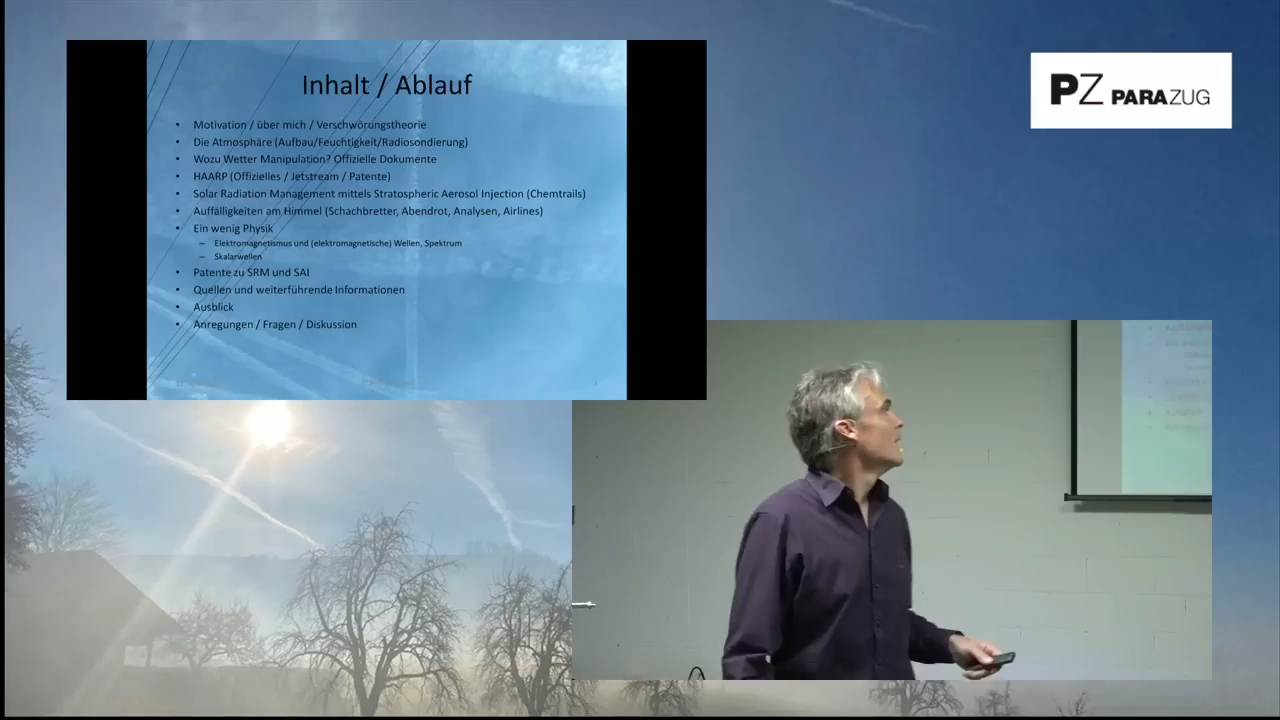 Inhalt / Ablauf
• Motivation / über mich / Verschwörungstheorie
• Die Atmosphäre (Aufbau/Feuchtigkeit/Radiosondierung)
• Wozu Wetter Manipulation? Offizielle Dokumente
• HAARP (Offizielles / Jetstream / Patente)
• Solar Radiation Management mittels Stratospheric Aerosol Injection (Chemtrails)
• Auffälligkeiten am Himmel (Schachbretter, Abendrot, Analysen, Airlines)
• Ein wenig Physik
– Elektromagnetismus und (elektromagnetische) Wellen, Spektrum
– Skalarwellen
• Patente zu SRM und SAI
• Quellen und weiterführende Informationen
• Ausblick
• Anregungen / Fragen / Diskussion
PZ PARAZUG